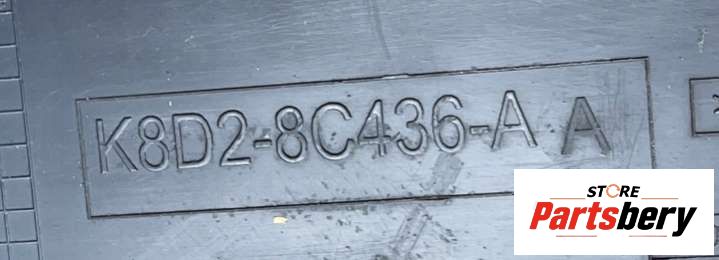 K8D2-8C436-A A
STORE
Partsbery